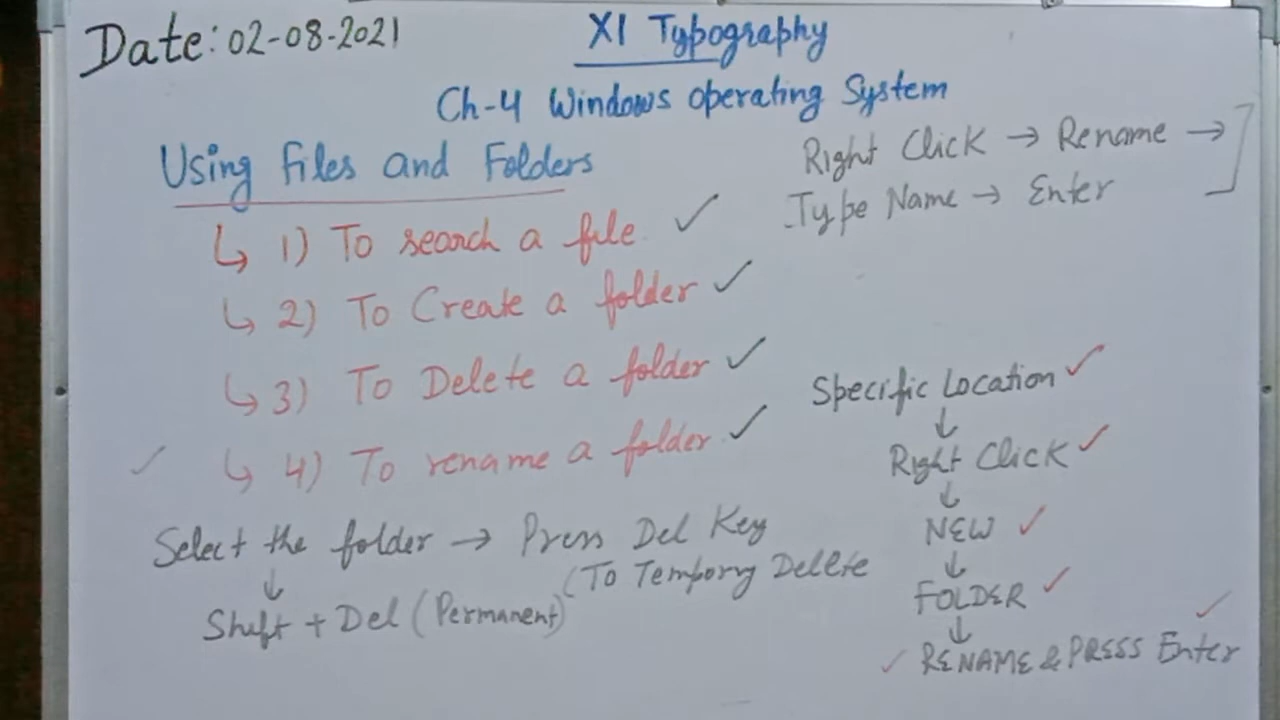 Date: 02-08-2021
XI Typography
Ch-4 Windows Operating System
Using Files and Folders
Right Click → Rename →
Type Name → Enter
↳ 1) To search a file ✓
↳ 2) To Create a folder ✓
↳ 3) To Delete a folder ✓
✓ ↳ 4) To rename a folder ✓
Select the folder → Press Del Key
(To Temporry Delete
↓
Shift + Del (Permanent)
Specific Location ✓
↓
Right Click ✓
↓
NEW ✓
↓
FOLDER ✓
↓
✓ RENAME & PRESS Enter ✓